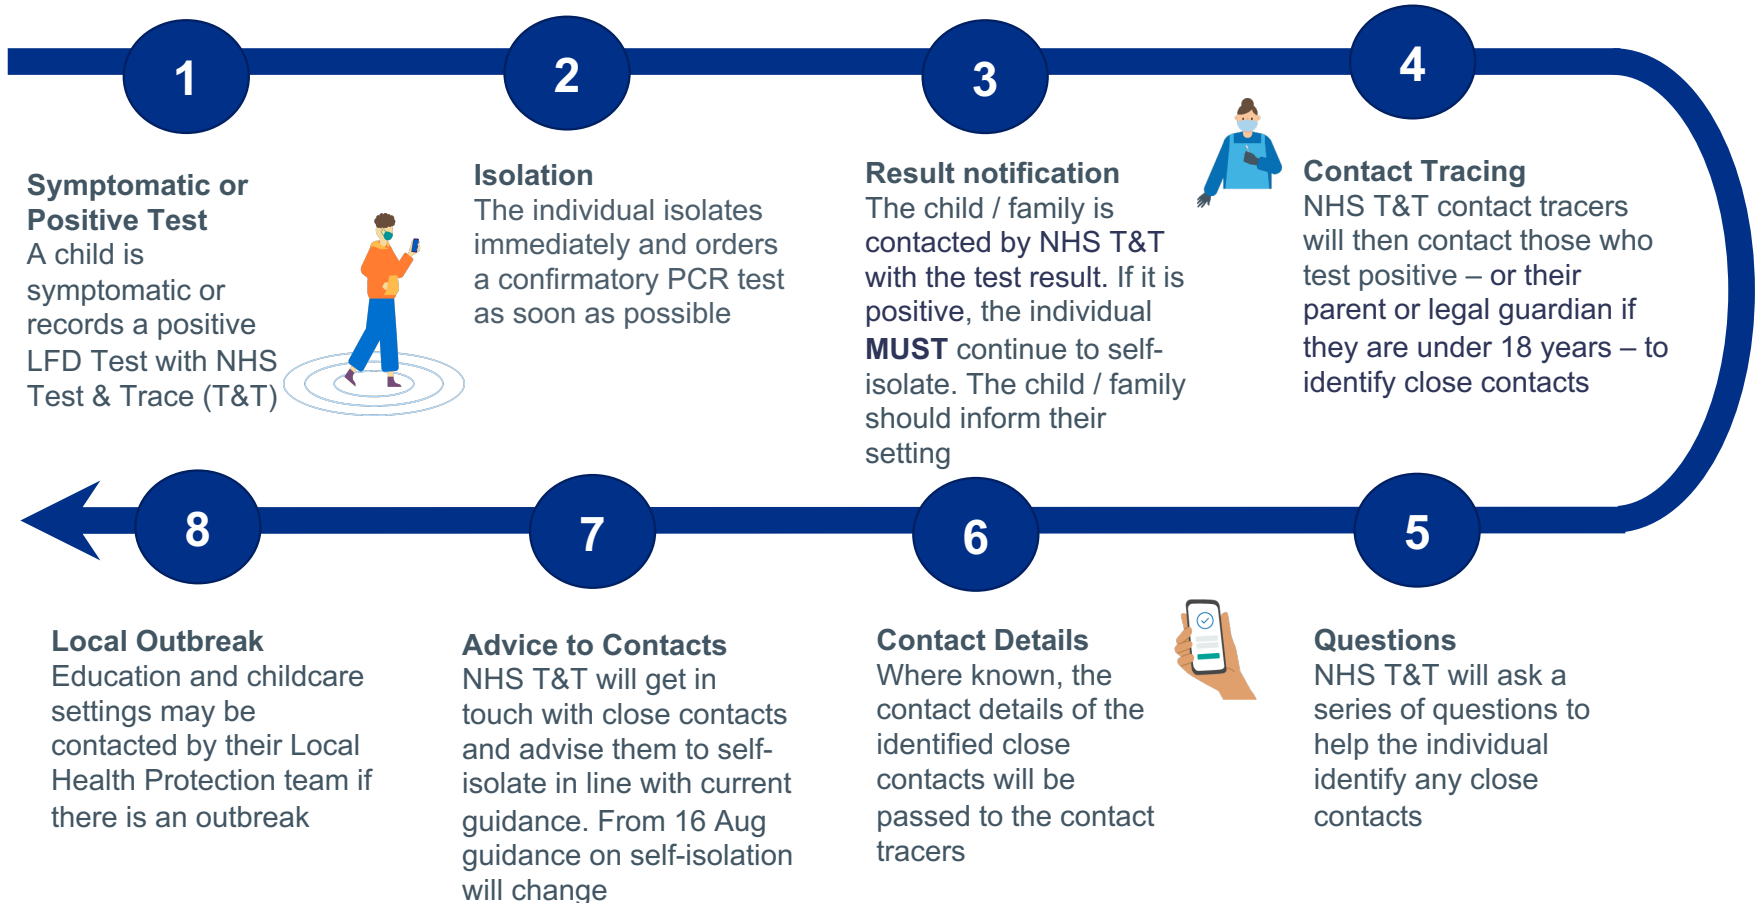 1
Symptomatic or
Positive Test
A child is
symptomatic or
records a positive
LFD Test with NHS
Test & Trace (T&T)
2
Isolation
The individual isolates
immediately and orders
a confirmatory PCR test
as soon as possible
3
Result notification
The child / family is
contacted by NHS T&T
with the test result. If it is
positive, the individual
MUST continue to self-
isolate. The child / family
should inform their
setting
4
Contact Tracing
NHS T&T contact tracers
will then contact those who
test positive – or their
parent or legal guardian if
they are under 18 years – to
identify close contacts
5
Questions
NHS T&T will ask a
series of questions to
help the individual
identify any close
contacts
6
Contact Details
Where known, the
contact details of the
identified close
contacts will be
passed to the contact
tracers
7
Advice to Contacts
NHS T&T will get in
touch with close contacts
and advise them to self-
isolate in line with current
guidance. From 16 Aug
guidance on self-isolation
will change
8
Local Outbreak
Education and childcare
settings may be
contacted by their Local
Health Protection team if
there is an outbreak